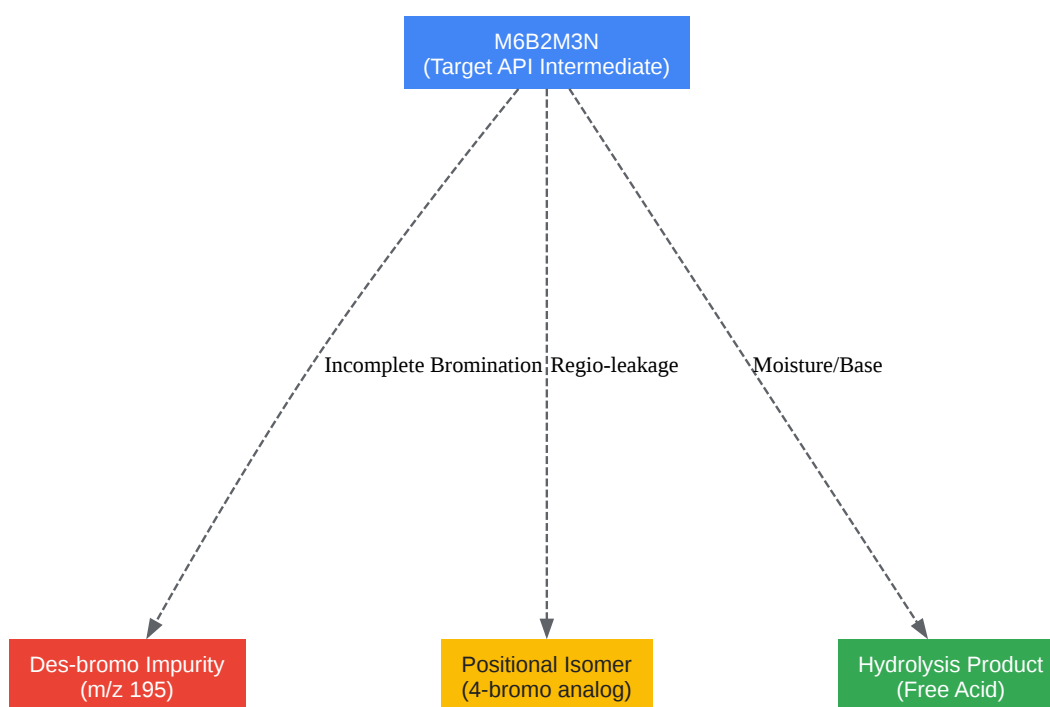 M6B2M3N
(Target API Intermediate)
Incomplete Bromination
Regio-leakage
Moisture/Base
Des-bromo Impurity
(m/z 195)
Positional Isomer
(4-bromo analog)
Hydrolysis Product
(Free Acid)